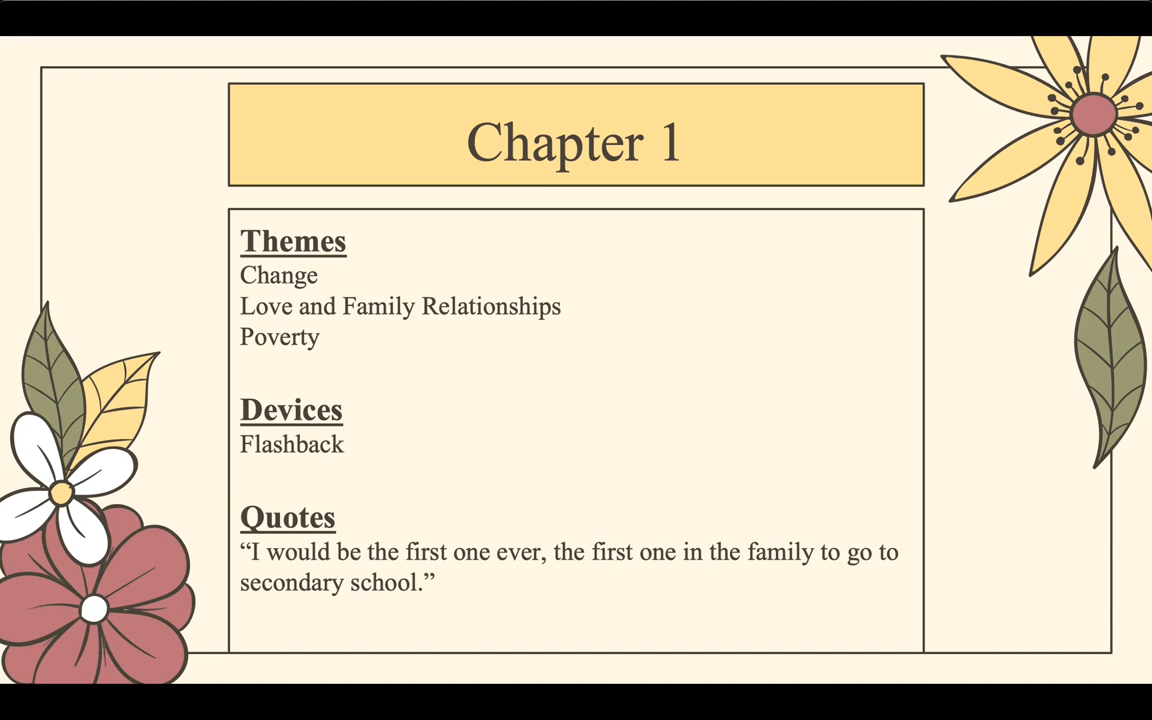 Chapter 1
Themes
Change
Love and Family Relationships
Poverty
Devices
Flashback
Quotes
“I would be the first one ever, the first one in the family to go to
secondary school.”